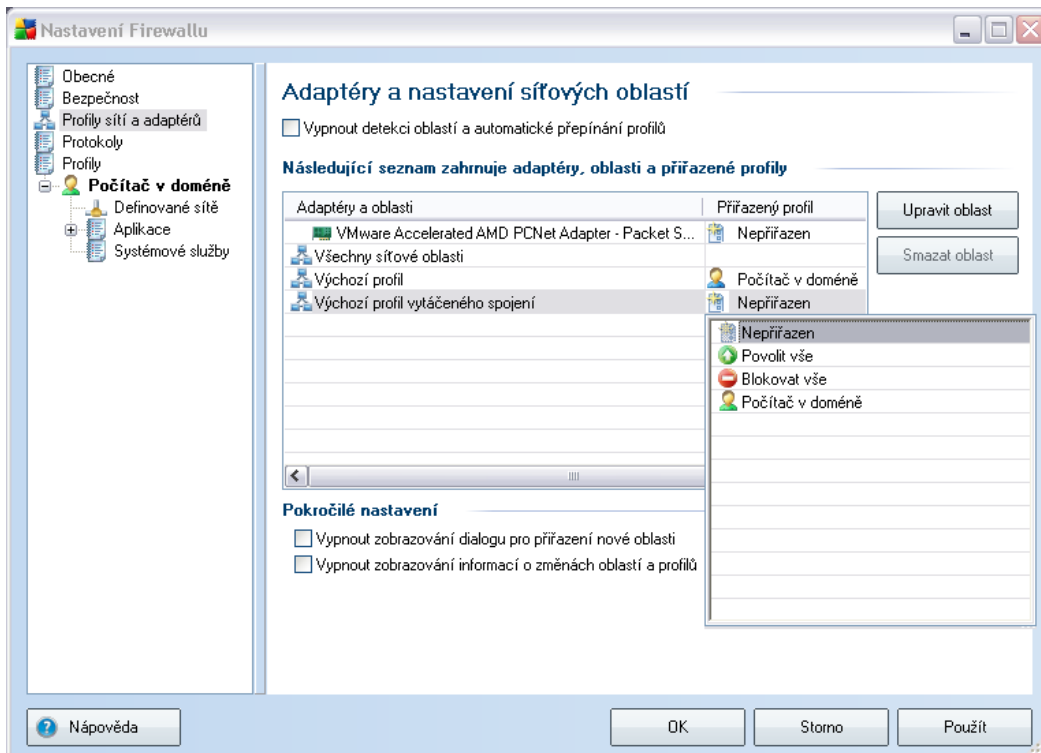 Nastavení Firewallu
Obecné
Bezpečnost
Profily sítí a adaptérů
Protokoly
Profily
Počítač v doméně
Definované sítě
Aplikace
Systémové služby
Adaptéry a nastavení síťových oblastí
Vypnout detekci oblastí a automatické přepínání profilů
Následující seznam zahrnuje adaptéry, oblasti a přiřazené profily
Adaptéry a oblasti Přiřazený profil
VMware Accelerated AMD PCNet Adapter - Packet S... Nepřiřazen
Všechny síťové oblasti
Výchozí profil Počítač v doméně
Výchozí profil vytáčeného spojení Nepřiřazen
Nepřiřazen
Povolit vše
Blokovat vše
Počítač v doméně
Upravit oblast
Smazat oblast
Pokročilé nastavení
Vypnout zobrazování dialogu pro přiřazení nové oblasti
Vypnout zobrazování informací o změnách oblastí a profilů
Nápověda
OK
Storno
Použít